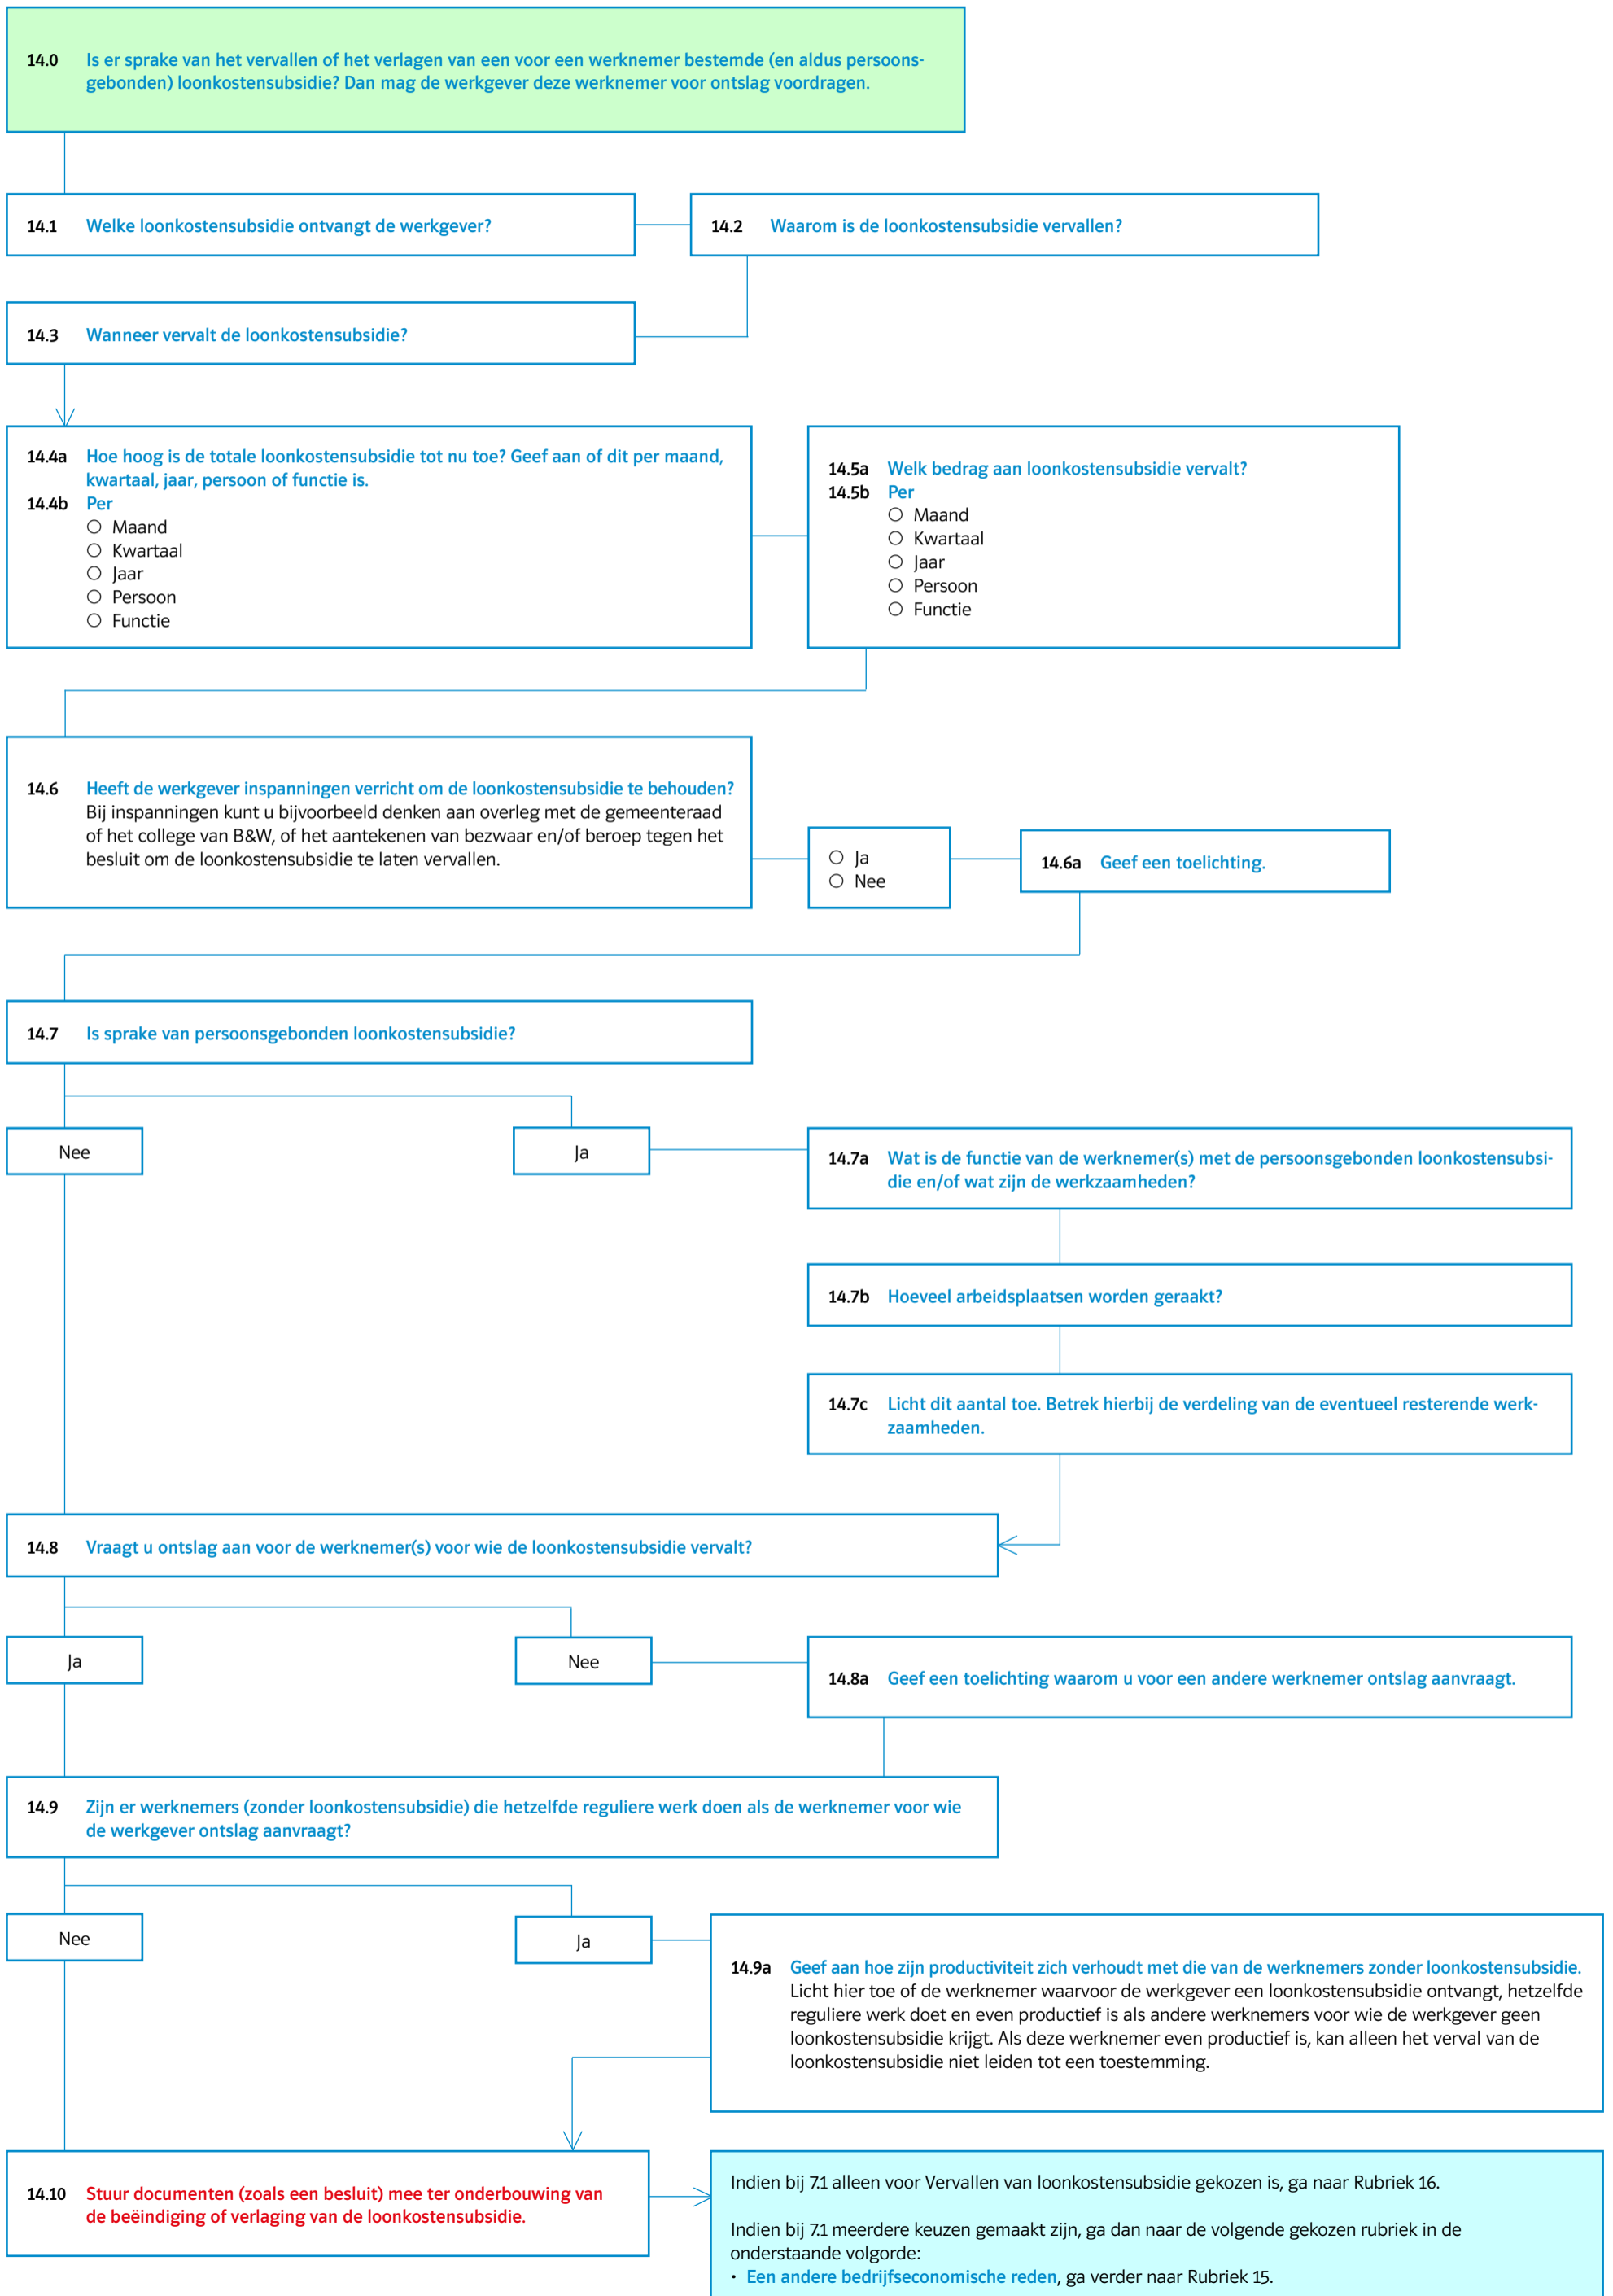 14.0 Is er sprake van het vervallen of het verlagen van een voor een werknemer bestemde (en aldus persoons-
gebonden) loonkostensubsidie? Dan mag de werkgever deze werknemer voor ontslag voordragen.
14.1 Welke loonkostensubsidie ontvangt de werkgever?
14.2 Waarom is de loonkostensubsidie vervallen?
14.3 Wanneer vervalt de loonkostensubsidie?
14.4a Hoe hoog is de totale loonkostensubsidie tot nu toe? Geef aan of dit per maand,
kwartaal, jaar, persoon of functie is.
14.4b Per
Maand
Kwartaal
Jaar
Persoon
Functie
14.5a Welk bedrag aan loonkostensubsidie vervalt?
14.5b Per
Maand
Kwartaal
Jaar
Persoon
Functie
14.6 Heeft de werkgever inspanningen verricht om de loonkostensubsidie te behouden?
Bij inspanningen kunt u bijvoorbeeld denken aan overleg met de gemeenteraad
of het college van B&W, of het aantekenen van bezwaar en/of beroep tegen het
besluit om de loonkostensubsidie te laten vervallen.
Ja
Nee
14.6a Geef een toelichting.
14.7 Is sprake van persoonsgebonden loonkostensubsidie?
Nee
Ja
14.7a Wat is de functie van de werknemer(s) met de persoonsgebonden loonkostensubsi-
die en/of wat zijn de werkzaamheden?
14.7b Hoeveel arbeidsplaatsen worden geraakt?
14.7c Licht dit aantal toe. Betrek hierbij de verdeling van de eventueel resterende werk-
zaamheden.
14.8 Vraagt u ontslag aan voor de werknemer(s) voor wie de loonkostensubsidie vervalt?
Ja
Nee
14.8a Geef een toelichting waarom u voor een andere werknemer ontslag aanvraagt.
14.9 Zijn er werknemers (zonder loonkostensubsidie) die hetzelfde reguliere werk doen als de werknemer voor wie
de werkgever ontslag aanvraagt?
Nee
Ja
14.9a Geef aan hoe zijn productiviteit zich verhoudt met die van de werknemers zonder loonkostensubsidie.
Licht hier toe of de werknemer waarvoor de werkgever een loonkostensubsidie ontvangt, hetzelfde
reguliere werk doet en even productief is als andere werknemers voor wie de werkgever geen
loonkostensubsidie krijgt. Als deze werknemer even productief is, kan alleen het verval van de
loonkostensubsidie niet leiden tot een toestemming.
14.10 Stuur documenten (zoals een besluit) mee ter onderbouwing van
de beëindiging of verlaging van de loonkostensubsidie.
Indien bij 7.1 alleen voor Vervallen van loonkostensubsidie gekozen is, ga naar Rubriek 16.
Indien bij 7.1 meerdere keuzen gemaakt zijn, ga dan naar de volgende gekozen rubriek in de
onderstaande volgorde:
• Een andere bedrijfseconomische reden, ga verder naar Rubriek 15.